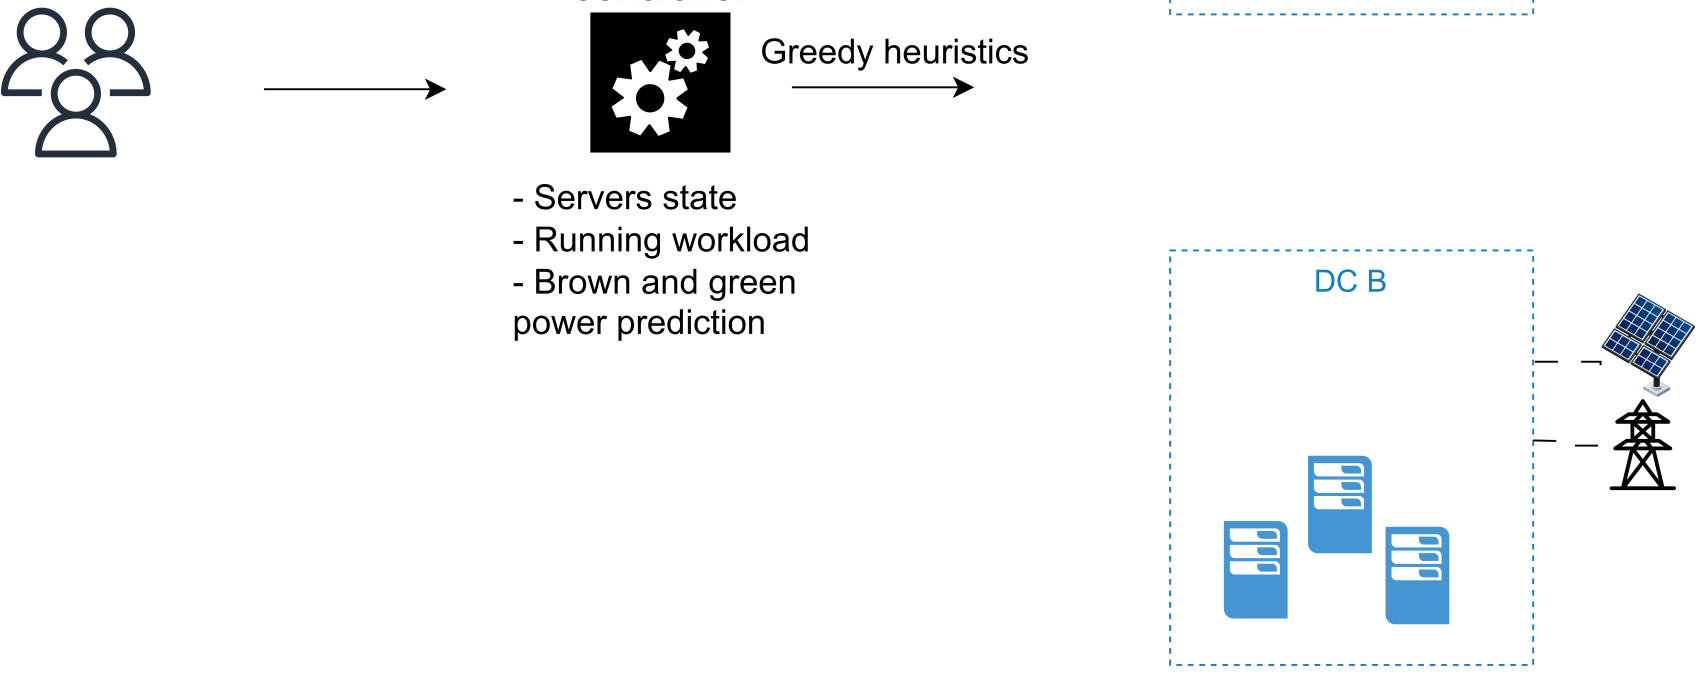 Greedy heuristics
- Servers state
- Running workload
- Brown and green
power prediction
DC B